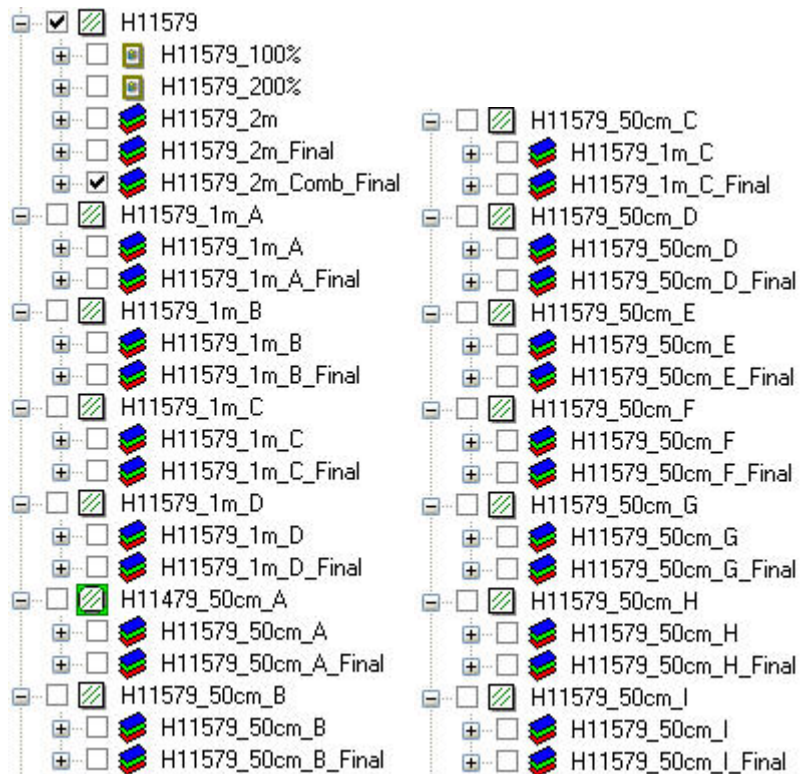 H11579
H11579_100%
H11579_200%
H11579_2m
H11579_2m_Final
H11579_2m_Comb_Final
H11579_1m_A
H11579_1m_A
H11579_1m_A_Final
H11579_1m_B
H11579_1m_B
H11579_1m_B_Final
H11579_1m_C
H11579_1m_C
H11579_1m_C_Final
H11579_1m_D
H11579_1m_D
H11579_1m_D_Final
H11479_50cm_A
H11579_50cm_A
H11579_50cm_A_Final
H11579_50cm_B
H11579_50cm_B
H11579_50cm_B_Final
H11579_50cm_C
H11579_1m_C
H11579_1m_C_Final
H11579_50cm_D
H11579_50cm_D
H11579_50cm_D_Final
H11579_50cm_E
H11579_50cm_E
H11579_50cm_E_Final
H11579_50cm_F
H11579_50cm_F
H11579_50cm_F_Final
H11579_50cm_G
H11579_50cm_G
H11579_50cm_G_Final
H11579_50cm_H
H11579_50cm_H
H11579_50cm_H_Final
H11579_50cm_I
H11579_50cm_I
H11579_50cm_I_Final